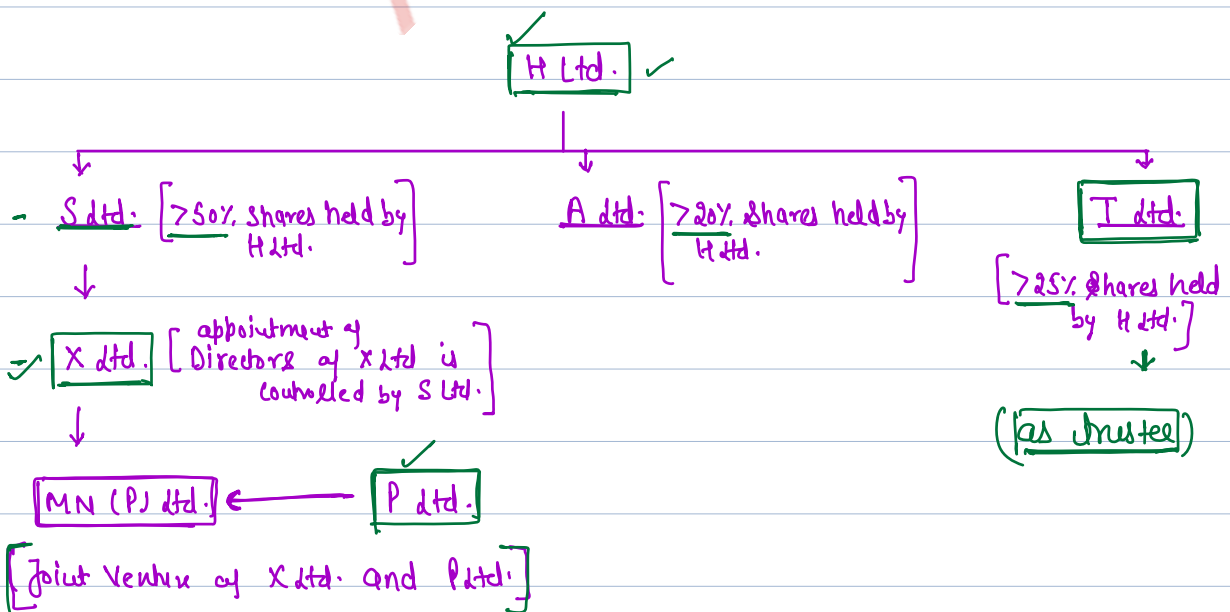 H Ltd.
S Ltd. [>50% shares held by
H Ltd.]
A Ltd. [>20% shares held by
H Ltd.]
T Ltd.
[>25% shares held
by H Ltd.]
(as trustee)
X Ltd. [appointment of
Directors of X Ltd is
controlled by S Ltd.]
MN (P) Ltd.
P Ltd.
[Joint Venture of X Ltd. and P Ltd.]